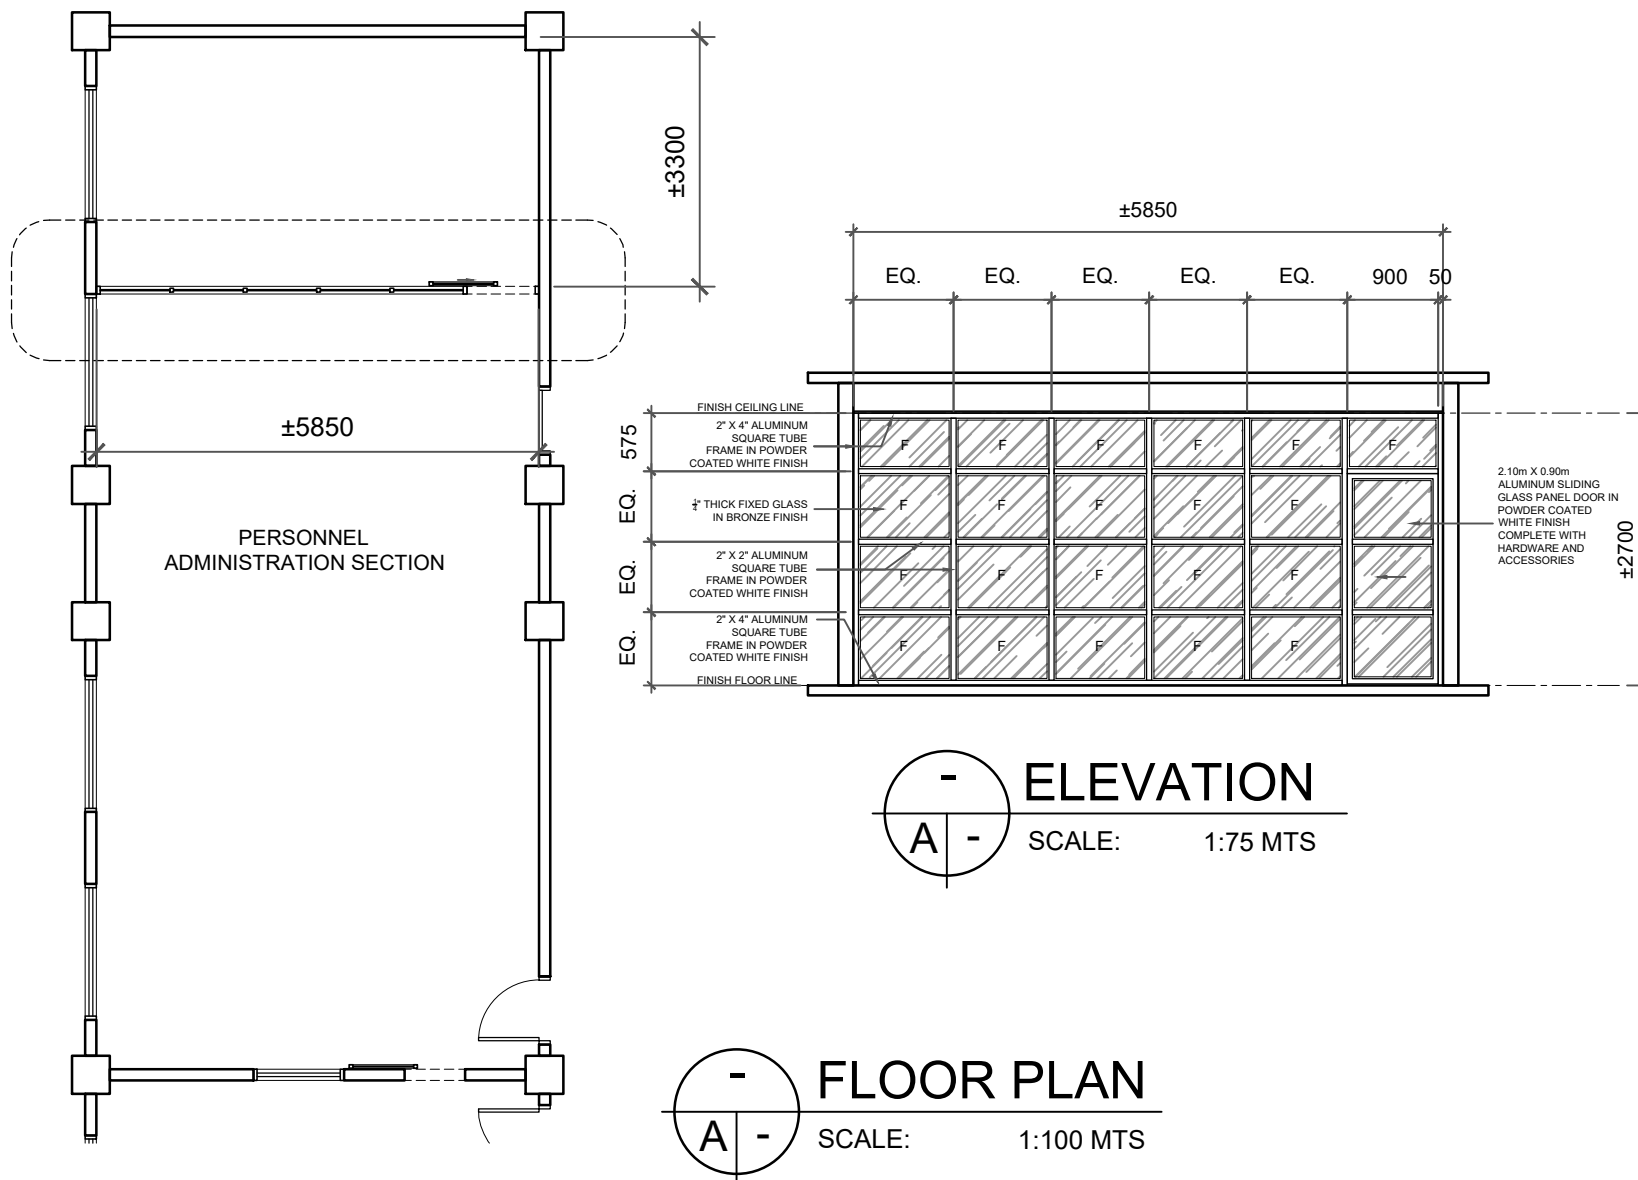 ±3300
±5850
PERSONNEL
ADMINISTRATION SECTION
±5850
EQ. EQ. EQ. EQ. EQ. 900 50
575
EQ.
EQ.
EQ.
FINISH CEILING LINE
2" X 4" ALUMINUM
SQUARE TUBE
FRAME IN POWDER
COATED WHITE FINISH
" THICK FIXED GLASS
IN BRONZE FINISH
2" X 2" ALUMINUM
SQUARE TUBE
FRAME IN POWDER
COATED WHITE FINISH
2" X 4" ALUMINUM
SQUARE TUBE
FRAME IN POWDER
COATED WHITE FINISH
FINISH FLOOR LINE
F F F F F F
F F F F F
F F F F F
F F F F F
2.10m X 0.90m
ALUMINUM SLIDING
GLASS PANEL DOOR IN
POWDER COATED
WHITE FINISH
COMPLETE WITH
HARDWARE AND
ACCESSORIES
±2700
-
A -
ELEVATION
SCALE: 1:75 MTS
-
A -
FLOOR PLAN
SCALE: 1:100 MTS